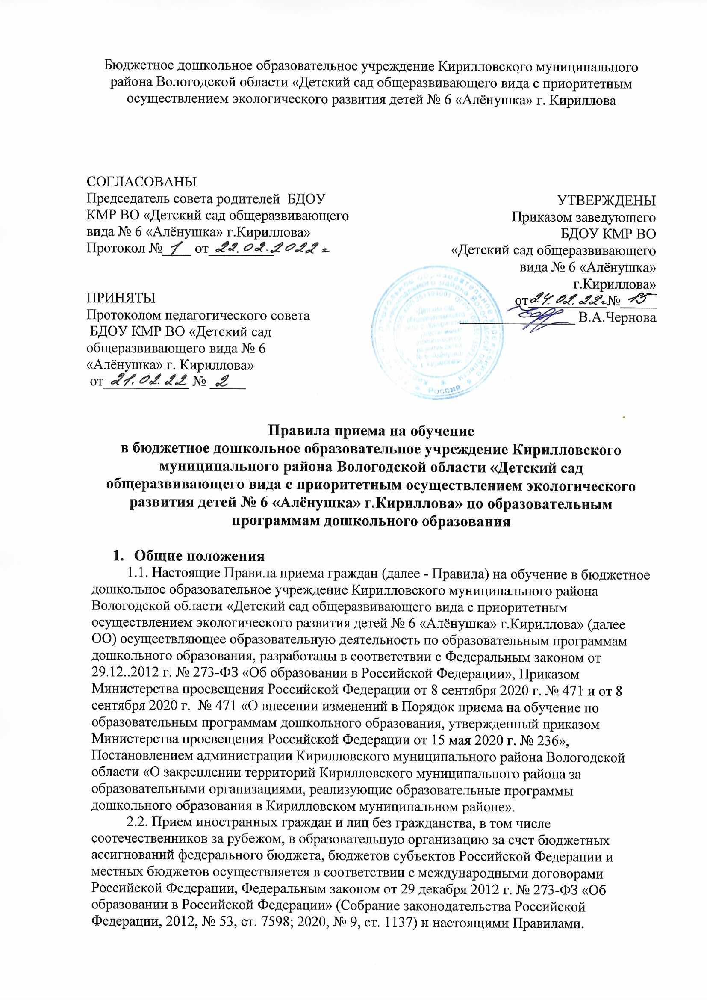 Бюджетное дошкольное образовательное учреждение Кирилловского муниципального
района Вологодской области «Детский сад общеразвивающего вида с приоритетным
осуществлением экологического развития детей № 6 «Алёнушка» г. Кириллова
СОГЛАСОВАНЫ
Председатель совета родителей БДОУ
КМР ВО «Детский сад общеразвивающего
вида № 6 «Алёнушка» г.Кириллова»
Протокол № 1 от 22.02.2022 г
УТВЕРЖДЕНЫ
Приказом заведующего
БДОУ КМР ВО
«Детский сад общеразвивающего
вида № 6 «Алёнушка»
г.Кириллова»
от 24.02.22г № 15
В.А.Чернова
ПРИНЯТЫ
Протоколом педагогического совета
БДОУ КМР ВО «Детский сад
общеразвивающего вида № 6
«Алёнушка» г. Кириллова»
от 21.02.22 № 2
Россия
Правила приема на обучение
в бюджетное дошкольное образовательное учреждение Кирилловского
муниципального района Вологодской области «Детский сад
общеразвивающего вида с приоритетным осуществлением экологического
развития детей № 6 «Алёнушка» г.Кириллова» по образовательным
программам дошкольного образования
1. Общие положения
1.1. Настоящие Правила приема граждан (далее - Правила) на обучение в бюджетное
дошкольное образовательное учреждение Кирилловского муниципального района
Вологодской области «Детский сад общеразвивающего вида с приоритетным
осуществлением экологического развития детей № 6 «Алёнушка» г.Кириллова» (далее
ОО) осуществляющее образовательную деятельность по образовательным программам
дошкольного образования, разработаны в соответствии с Федеральным законом от
29.12..2012 г. № 273-ФЗ «Об образовании в Российской Федерации», Приказом
Министерства просвещения Российской Федерации от 8 сентября 2020 г. № 471 и от 8
сентября 2020 г. № 471 «О внесении изменений в Порядок приема на обучение по
образовательным программам дошкольного образования, утвержденный приказом
Министерства просвещения Российской Федерации от 15 мая 2020 г. № 236»,
Постановлением администрации Кирилловского муниципального района Вологодской
области «О закреплении территорий Кирилловского муниципального района за
образовательными организациями, реализующие образовательные программы
дошкольного образования в Кирилловском муниципальном районе».
2.2. Прием иностранных граждан и лиц без гражданства, в том числе
соотечественников за рубежом, в образовательную организацию за счет бюджетных
ассигнований федерального бюджета, бюджетов субъектов Российской Федерации и
местных бюджетов осуществляется в соответствии с международными договорами
Российской Федерации, Федеральным законом от 29 декабря 2012 г. № 273-ФЗ «Об
образовании в Российской Федерации» (Собрание законодательства Российской
Федерации, 2012, № 53, ст. 7598; 2020, № 9, ст. 1137) и настоящими Правилами.